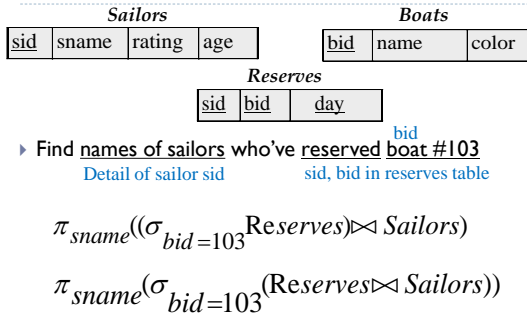 Sailors Boats
sid sname rating age bid name color
Reserves
sid bid day
bid
Find names of sailors who've reserved boat #103
Detail of sailor sid sid, bid in reserves table
π sname((σ bid=103 Reserves)⋈ Sailors)
π sname(σ bid=103(Reserves⋈ Sailors))